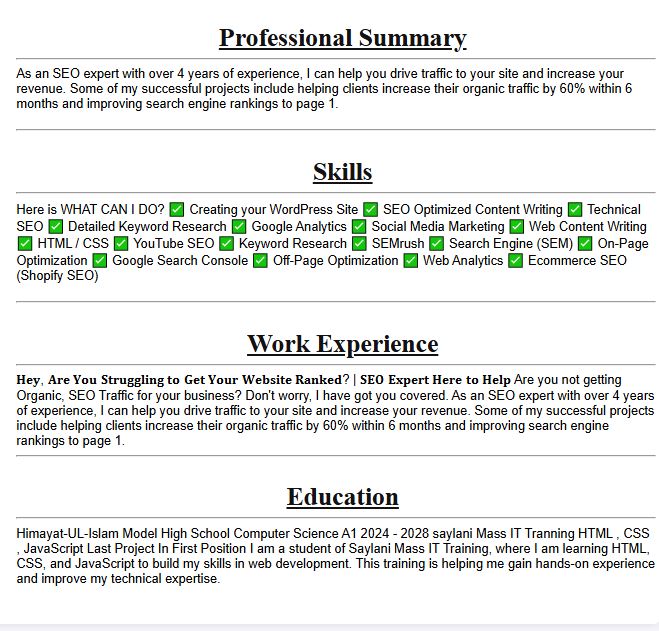 Professional Summary
As an SEO expert with over 4 years of experience, I can help you drive traffic to your site and increase your
revenue. Some of my successful projects include helping clients increase their organic traffic by 60% within 6
months and improving search engine rankings to page 1.
Skills
Here is WHAT CAN I DO? ✅ Creating your WordPress Site ✅ SEO Optimized Content Writing ✅ Technical
SEO ✅ Detailed Keyword Research ✅ Google Analytics ✅ Social Media Marketing ✅ Web Content Writing
✅ HTML / CSS ✅ YouTube SEO ✅ Keyword Research ✅ SEMrush ✅ Search Engine (SEM) ✅ On-Page
Optimization ✅ Google Search Console ✅ Off-Page Optimization ✅ Web Analytics ✅ Ecommerce SEO
(Shopify SEO)
Work Experience
𝐇𝐞𝐲, 𝐀𝐫𝐞 𝐘𝐨𝐮 𝐒𝐭𝐫𝐮𝐠𝐠𝐥𝐢𝐧𝐠 𝐭𝐨 𝐆𝐞𝐭 𝐘𝐨𝐮𝐫 𝐖𝐞𝐛𝐬𝐢𝐭𝐞 𝐑𝐚𝐧𝐤𝐞𝐝? | 𝐒𝐄𝐎 𝐄𝐱𝐩𝐞𝐫𝐭 𝐇𝐞𝐫𝐞 𝐭𝐨 𝐇𝐞𝐥𝐩 Are you not getting
Organic, SEO Traffic for your business? Don't worry, I have got you covered. As an SEO expert with over 4 years
of experience, I can help you drive traffic to your site and increase your revenue. Some of my successful projects
include helping clients increase their organic traffic by 60% within 6 months and improving search engine
rankings to page 1.
Education
Himayat-UL-Islam Model High School Computer Science A1 2024 - 2028 saylani Mass IT Tranning HTML , CSS
, JavaScript Last Project In First Position I am a student of Saylani Mass IT Training, where I am learning HTML,
CSS, and JavaScript to build my skills in web development. This training is helping me gain hands-on experience
and improve my technical expertise.